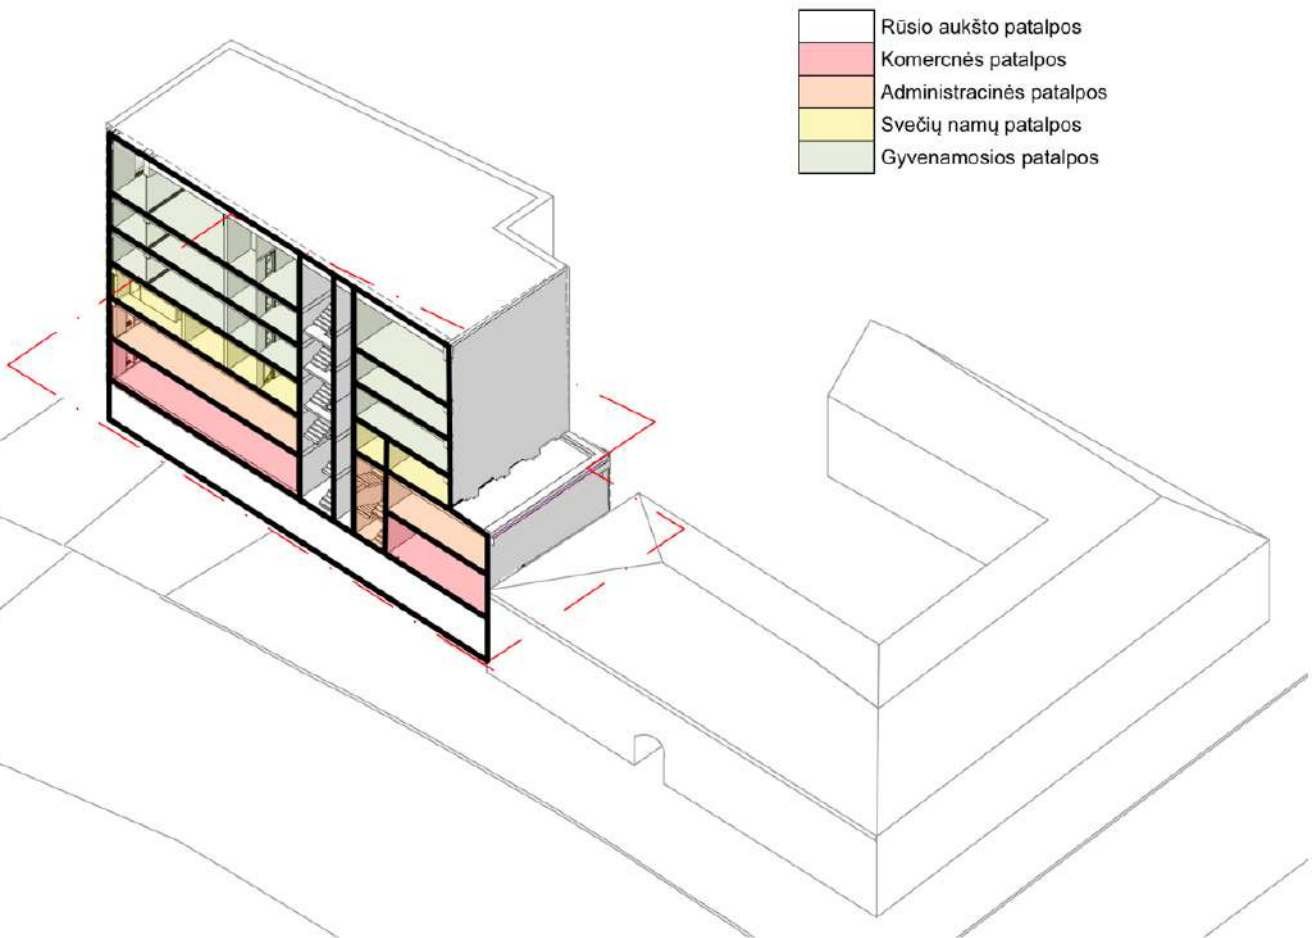 Rūsio aukšto patalpos
Komercnės patalpos
Administracinės patalpos
Svečių namų patalpos
Gyvenamosios patalpos